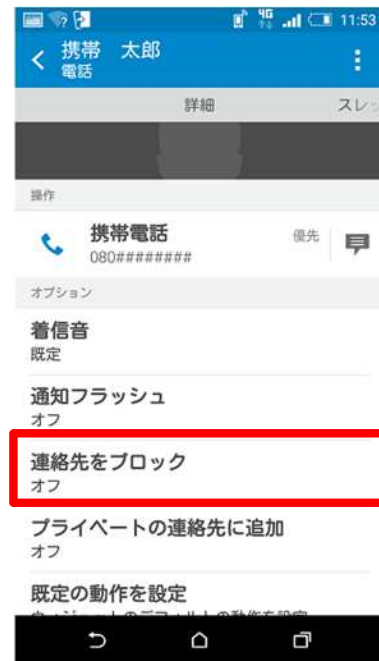 4G 11:53
携帯 太郎
電話
詳細 スレッ
操作
携帯電話 優先
080########
オプション
着信音
既定
通知フラッシュ
オフ
連絡先をブロック
オフ
プライベートの連絡先に追加
オフ
既定の動作を設定